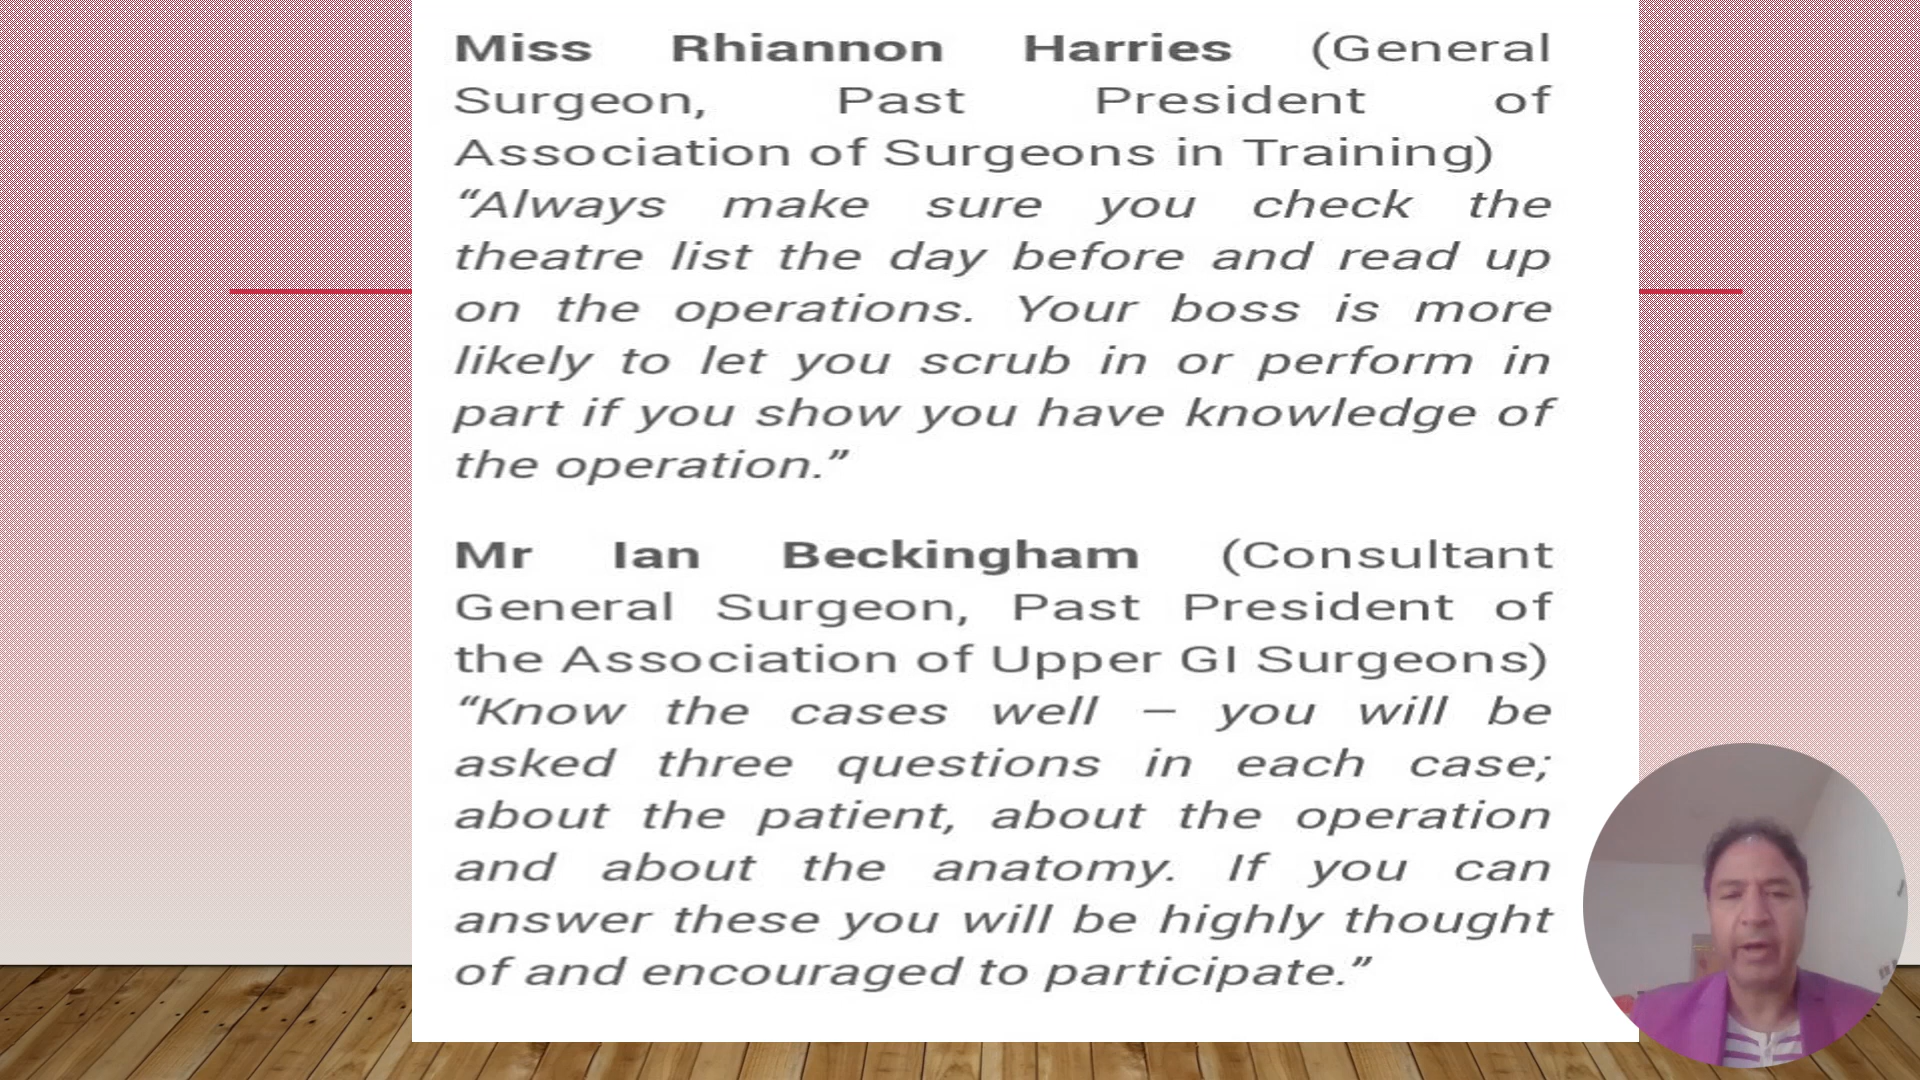 Miss Rhiannon Harries (General
Surgeon, Past President of
Association of Surgeons in Training)
“Always make sure you check the
theatre list the day before and read up
on the operations. Your boss is more
likely to let you scrub in or perform in
part if you show you have knowledge of
the operation.”
Mr Ian Beckingham (Consultant
General Surgeon, Past President of
the Association of Upper GI Surgeons)
“Know the cases well – you will be
asked three questions in each case;
about the patient, about the operation
and about the anatomy. If you can
answer these you will be highly thought
of and encouraged to participate.”